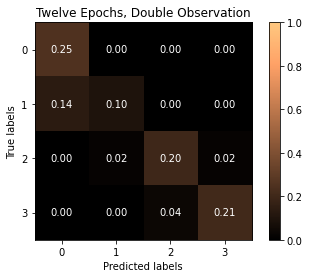 Twelve Epochs, Double Observation
True labels
0 0.25 0.00 0.00 0.00
1 0.14 0.10 0.00 0.00
2 0.00 0.02 0.20 0.02
3 0.00 0.00 0.04 0.21
0 1 2 3
Predicted labels
1.0
0.8
0.6
0.4
0.2
0.0